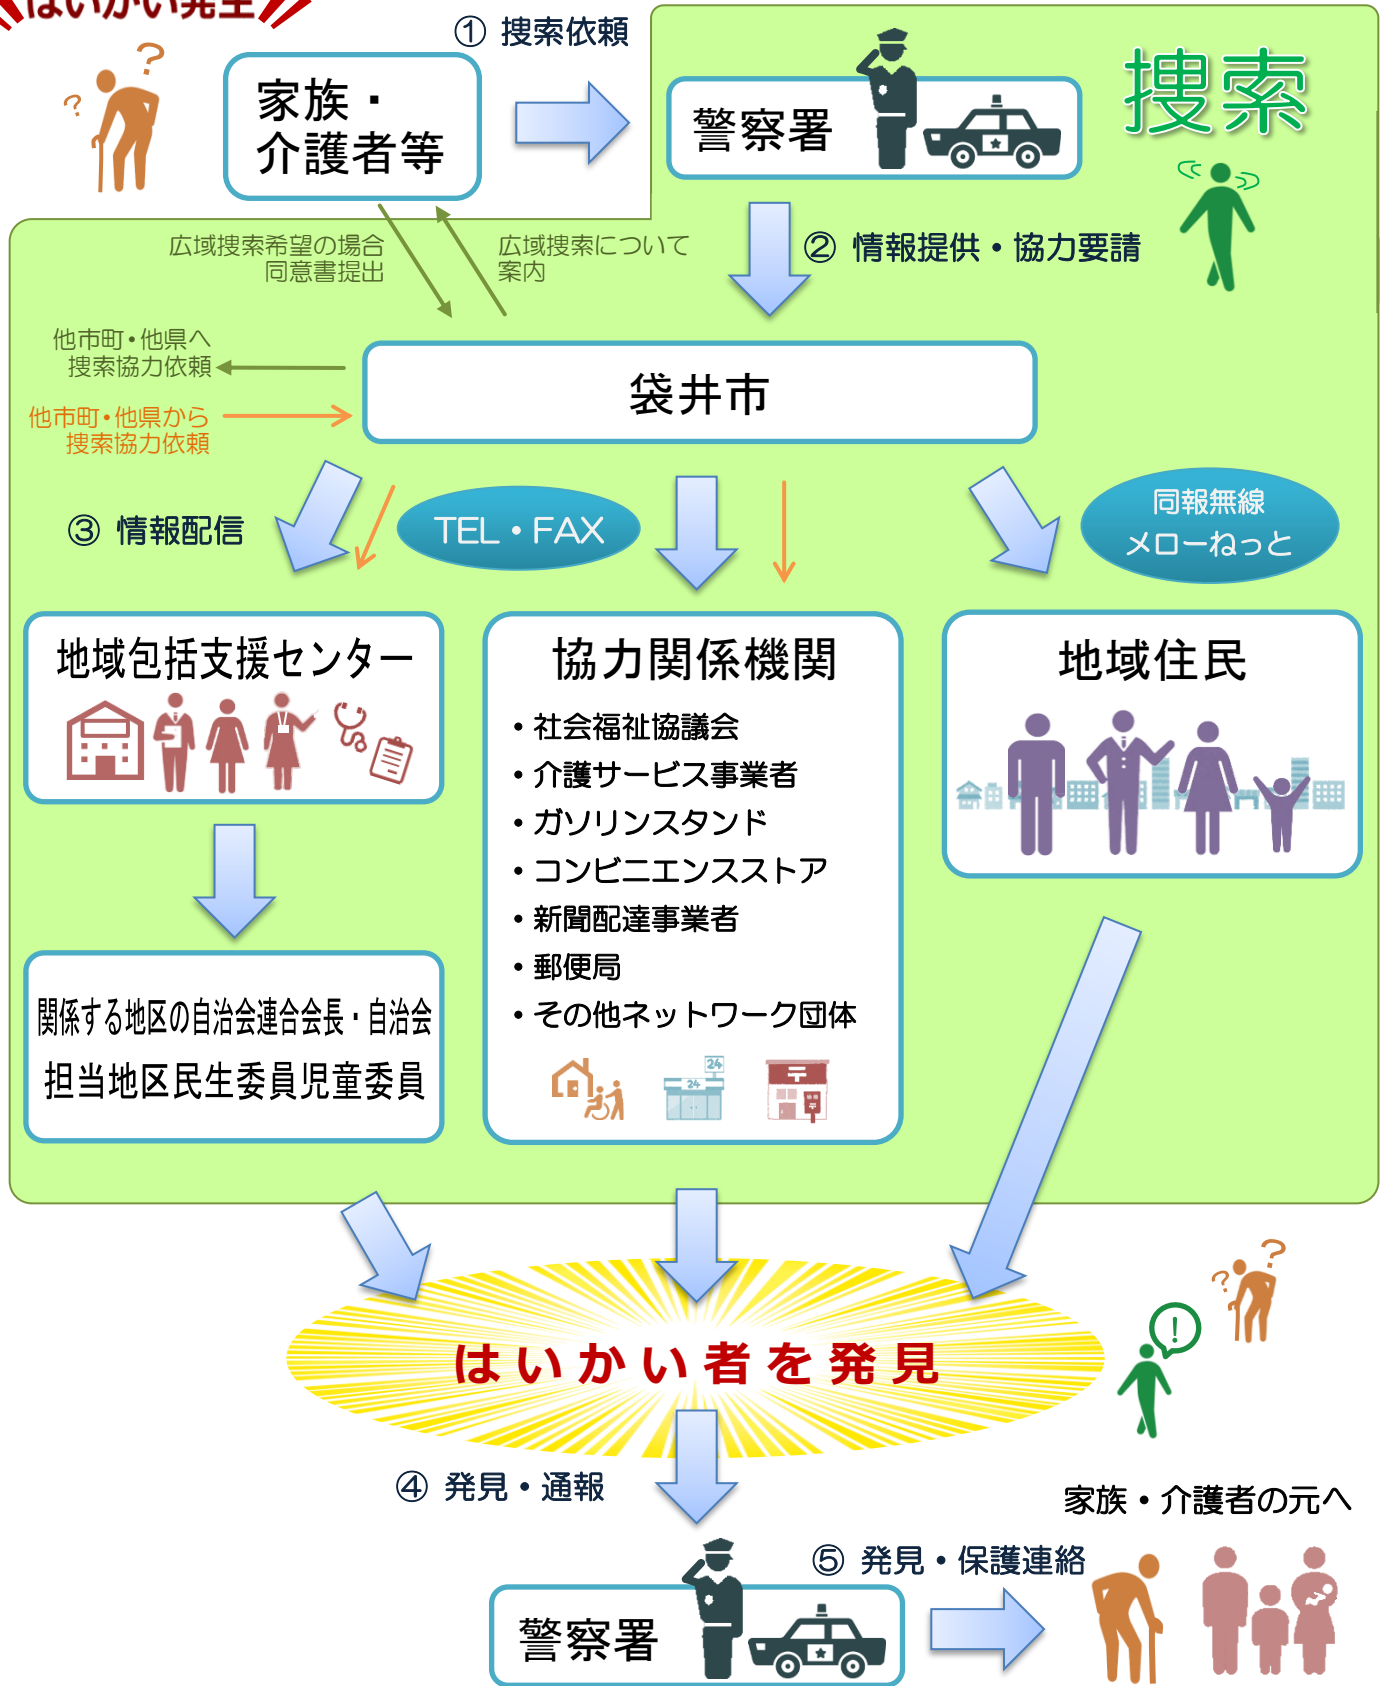 はいかい発生
① 捜索依頼
家族・
介護者等
警察署
捜索
広域捜索希望の場合
同意書提出
広域捜索について
案内
② 情報提供・協力要請
他市町・他県へ
捜索協力依頼
袋井市
他市町・他県から
捜索協力依頼
③ 情報配信
TEL・FAX
同報無線
メローねっと
地域包括支援センター
協力関係機関
・社会福祉協議会
・介護サービス事業者
・ガソリンスタンド
・コンビニエンスストア
・新聞配達事業者
・郵便局
・その他ネットワーク団体
24
24
地域住民
関係する地区の自治会連合会長・自治会
担当地区民生委員児童委員
はいかい者を発見
④ 発見・通報
家族・介護者の元へ
⑤ 発見・保護連絡
警察署